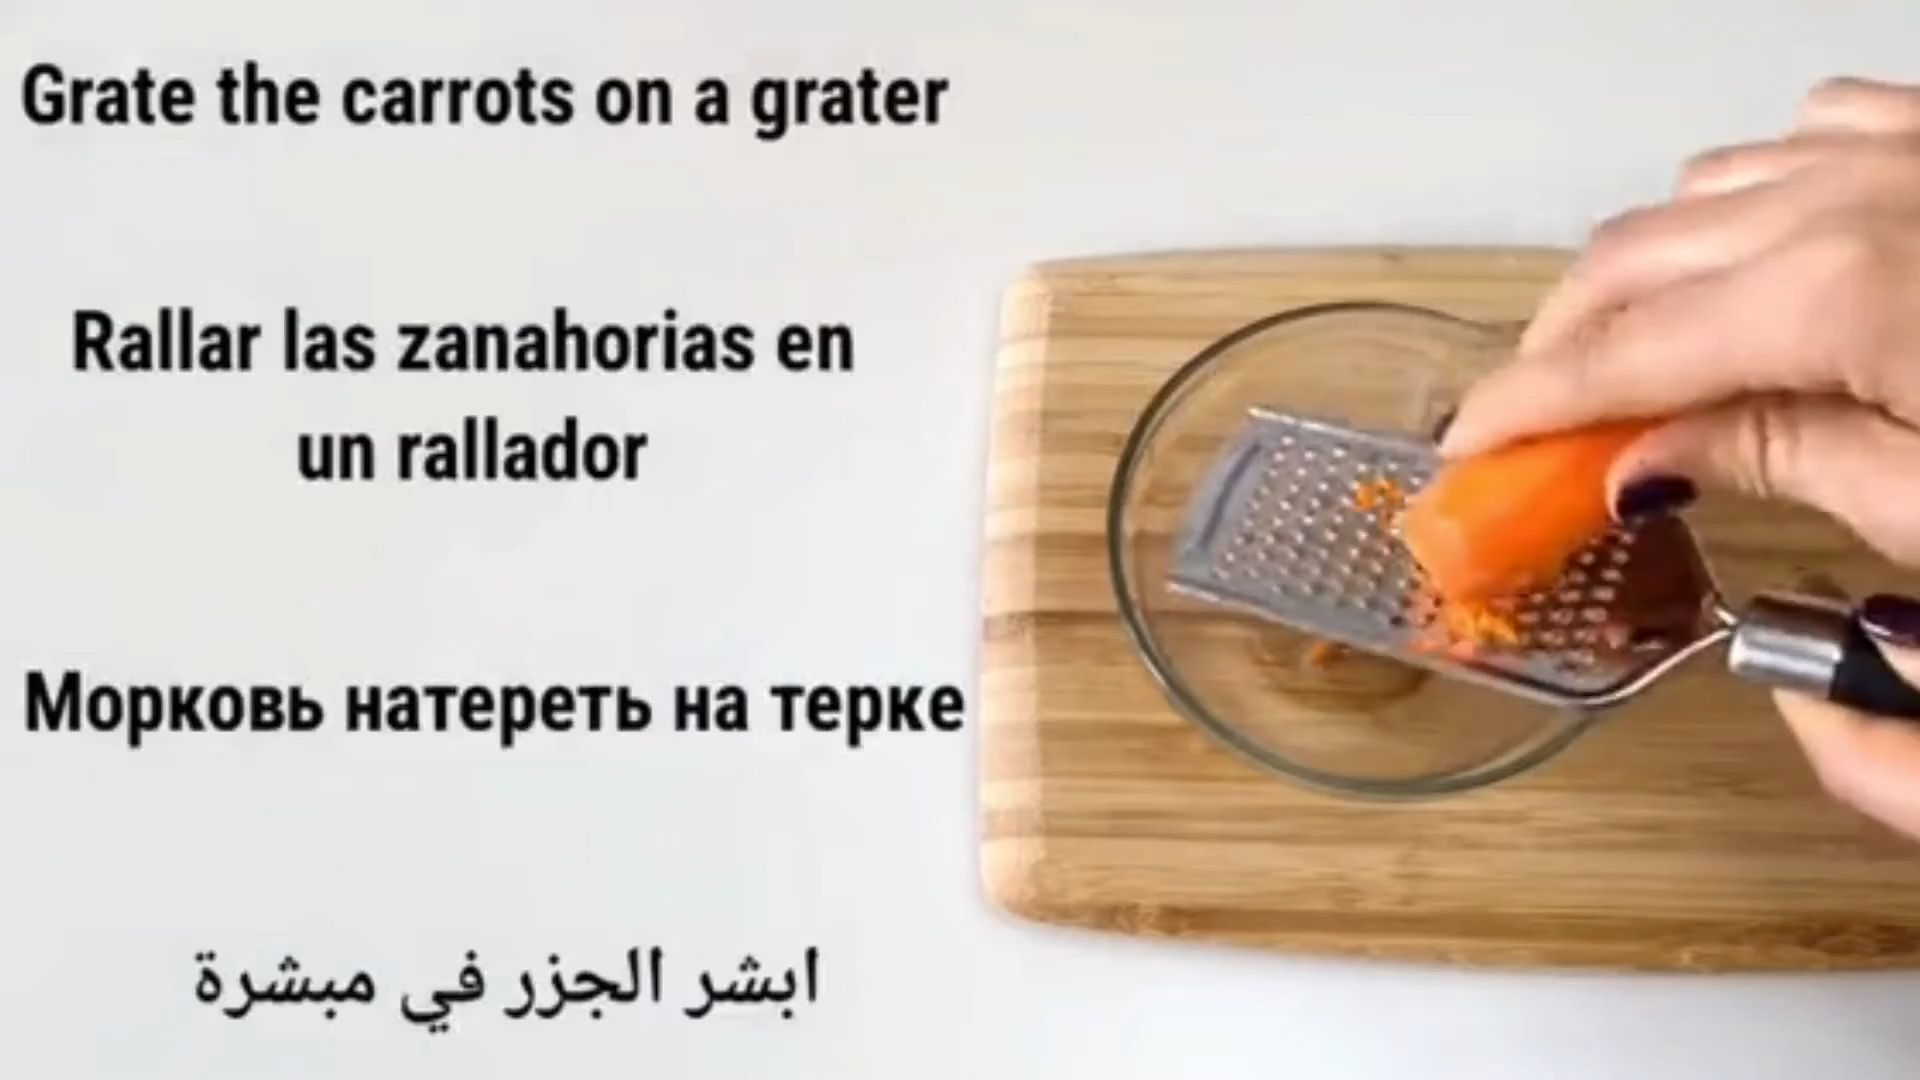 Grate the carrots on a grater
Rallar las zanahorias en
un rallador
Морковь натереть на терке
ابشر الجزر في مبشرة